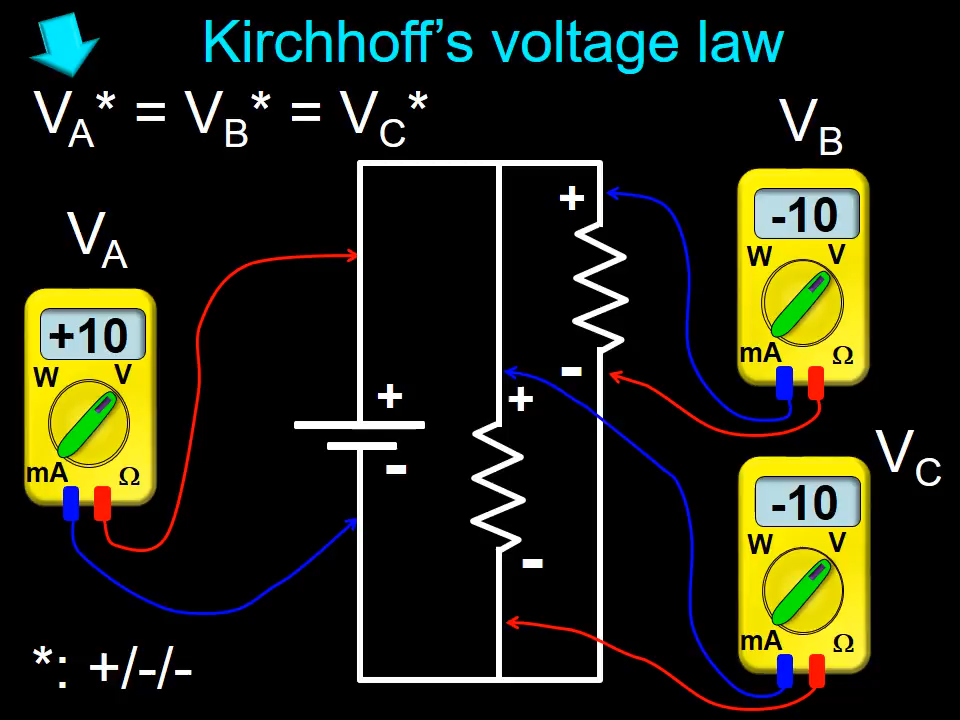 Kirchhoff’s voltage law
VA* = VB* = VC*
VB
-10
W V
mA Ω
VA
+10
W V
mA Ω
+
-
+
-
+
-
VC
-10
W V
mA Ω
*: +/-/-